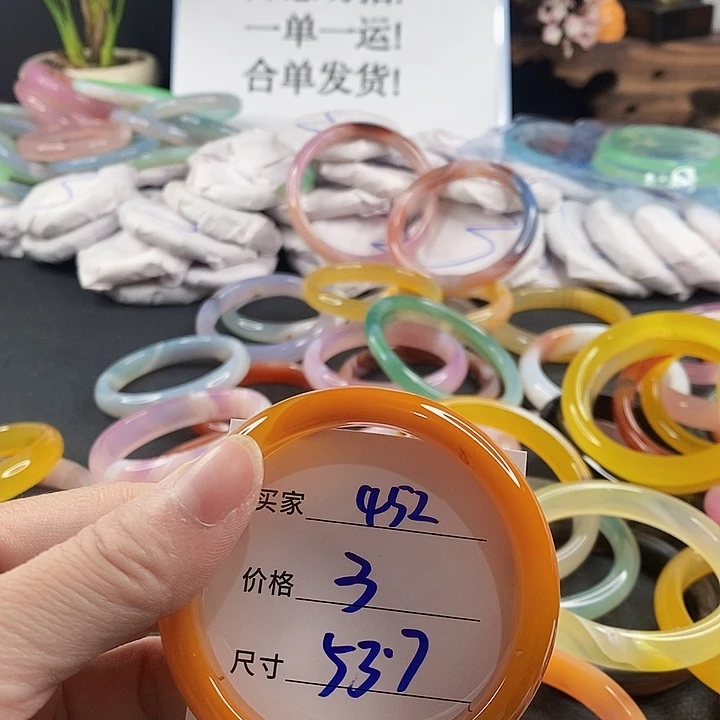 一单一运!
合单发货!
买家 452
价格 3
尺寸 53.7